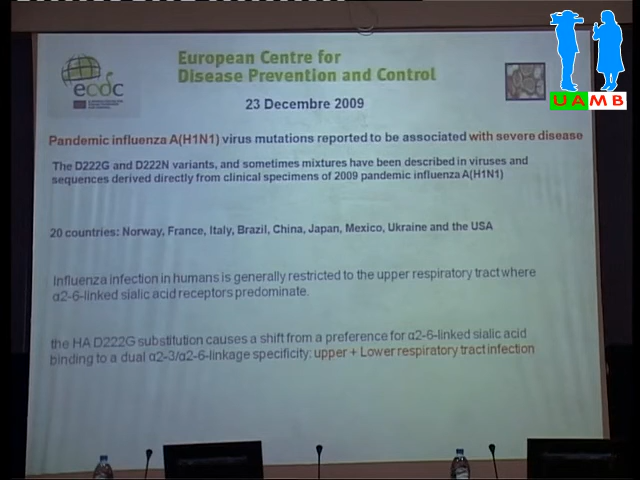 European Centre for
Disease Prevention and Control
ecdc
23 Decembre 2009
UAMB
Pandemic influenza A(H1N1) virus mutations reported to be associated with severe disease
The D222G and D222N variants, and sometimes mixtures have been described in viruses and
sequences derived directly from clinical specimens of 2009 pandemic influenza A(H1N1)
20 countries: Norway, France, Italy, Brazil, China, Japan, Mexico, Ukraine and the USA
Influenza infection in humans is generally restricted to the upper respiratory tract where
α2-6-linked sialic acid receptors predominate.
the HA D222G substitution causes a shift from a preference for α2-6-linked sialic acid
binding to a dual α2-3/α2-6-linkage specificity: upper + Lower respiratory tract infection